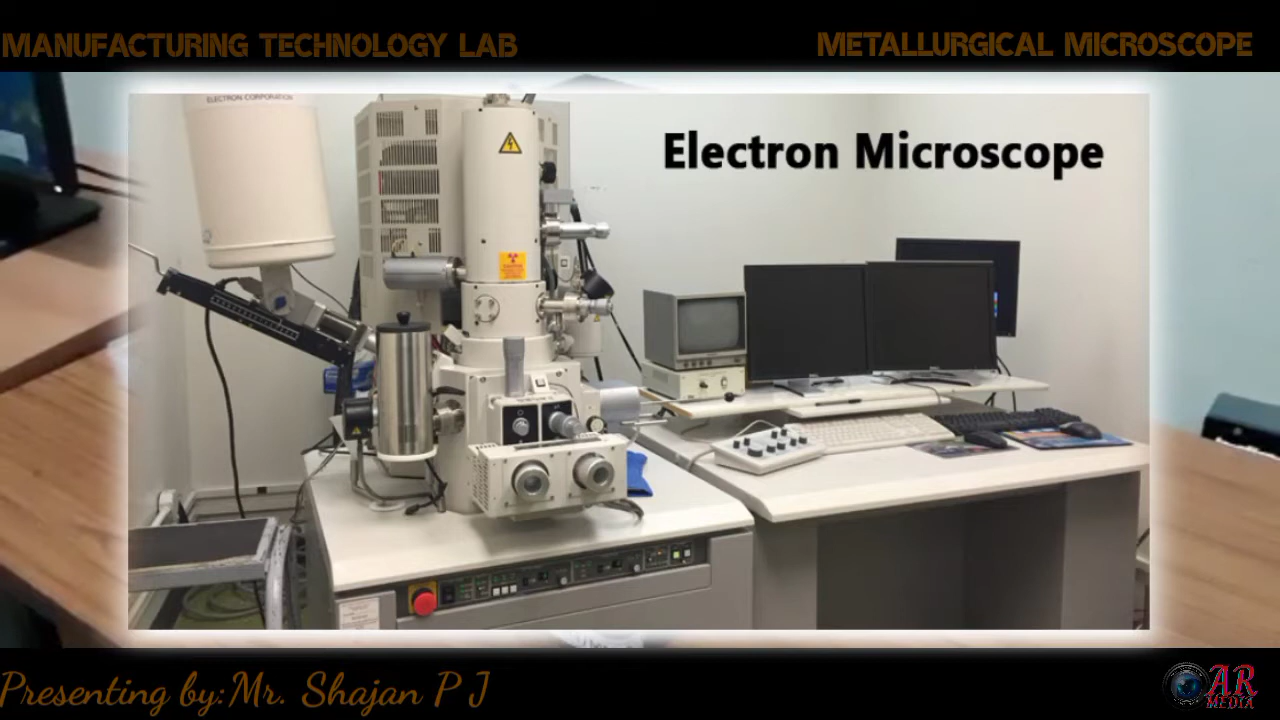 MANUFACTURING TECHNOLOGY LAB
METALLURGICAL MICROSCOPE
ELECTRON CORPORATION
Electron Microscope
Presenting by: Mr. Shajan P J
AR
MEDIA